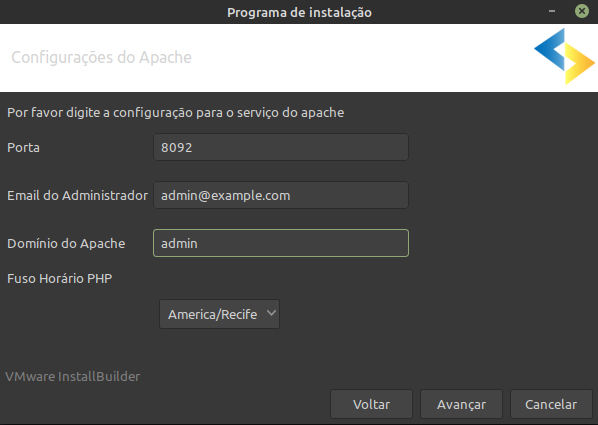 Programa de instalação
Configurações do Apache
Por favor digite a configuração para o serviço do apache
Porta 8092
Email do Administrador admin@example.com
Domínio do Apache admin
Fuso Horário PHP
America/Recife
VMware InstallBuilder
Voltar Avançar Cancelar